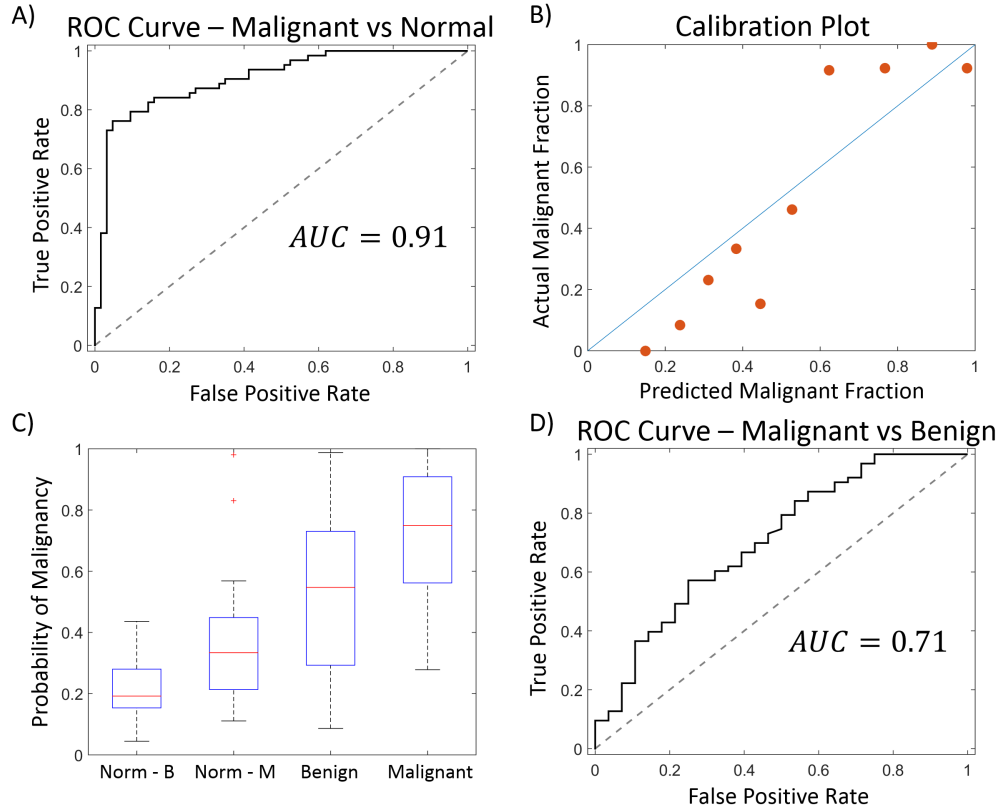 A)
ROC Curve – Malignant vs Normal
1
0.8
0.6
0.4
0.2
0
0 0.2 0.4 0.6 0.8 1
True Positive Rate
False Positive Rate
AUC = 0.91
B)
Calibration Plot
1
0.8
0.6
0.4
0.2
0
0 0.2 0.4 0.6 0.8 1
Actual Malignant Fraction
Predicted Malignant Fraction
C)
1
0.8
0.6
0.4
0.2
0
Probability of Malignancy
Norm - B Norm - M Benign Malignant
D)
ROC Curve – Malignant vs Benign
1
0.8
0.6
0.4
0.2
0
0 0.2 0.4 0.6 0.8 1
True Positive Rate
False Positive Rate
AUC = 0.71